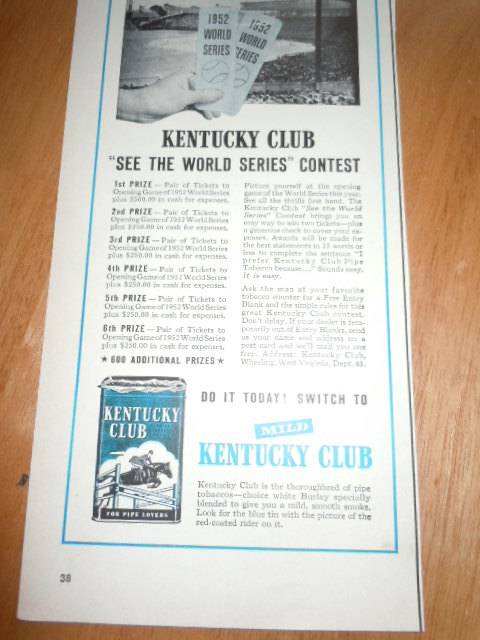 1952
WORLD
SERIES
1952
WORLD
SERIES
KENTUCKY CLUB
"SEE THE WORLD SERIES" CONTEST
1st PRIZE — Pair of Tickets to
Opening Game of 1952 World Series
plus $500.00 in cash for expenses.
2nd PRIZE — Pair of Tickets to
Opening Game of 1952 World Series
plus $250.00 in cash for expenses.
3rd PRIZE — Pair of Tickets to
Opening Game of 1952 World Series
plus $250.00 in cash for expenses.
4th PRIZE — Pair of Tickets to
Opening Game of 1952 World Series
plus $250.00 in cash for expenses.
5th PRIZE — Pair of Tickets to
Opening Game of 1952 World Series
plus $250.00 in cash for expenses.
6th PRIZE — Pair of Tickets to
Opening Game of 1952 World Series
plus $250.00 in cash for expenses.
★ 600 ADDITIONAL PRIZES ★
Picture yourself at the opening
game of the World Series this year.
See all the thrills first hand. The
Kentucky Club "See the World
Series" Contest brings you an
easy way to win two tickets—plus
a generous check to cover your ex-
penses. Awards will be made for
the best statements in 25 words or
less to complete the sentence "I
prefer Kentucky Club Pipe
Tobacco because..." Sounds easy.
It is easy.
Ask the man at your favorite
tobacco counter for a Free Entry
Blank and the simple rules for this
great Kentucky Club contest.
Don't delay. If your dealer is tem-
porarily out of Entry Blanks, send
us your name and address on a
post card and we'll mail you one
free. Address: Kentucky Club,
Wheeling, West Virginia, Dept. 83.
KENTUCKY
CLUB
FOR PIPE LOVERS
DO IT TODAY! SWITCH TO
MILD
KENTUCKY CLUB
Kentucky Club is the thoroughbred of pipe
tobaccos—choice white Burley specially
blended to give you a mild, smooth smoke.
Look for the blue tin with the picture of the
red-coated rider on it.
38